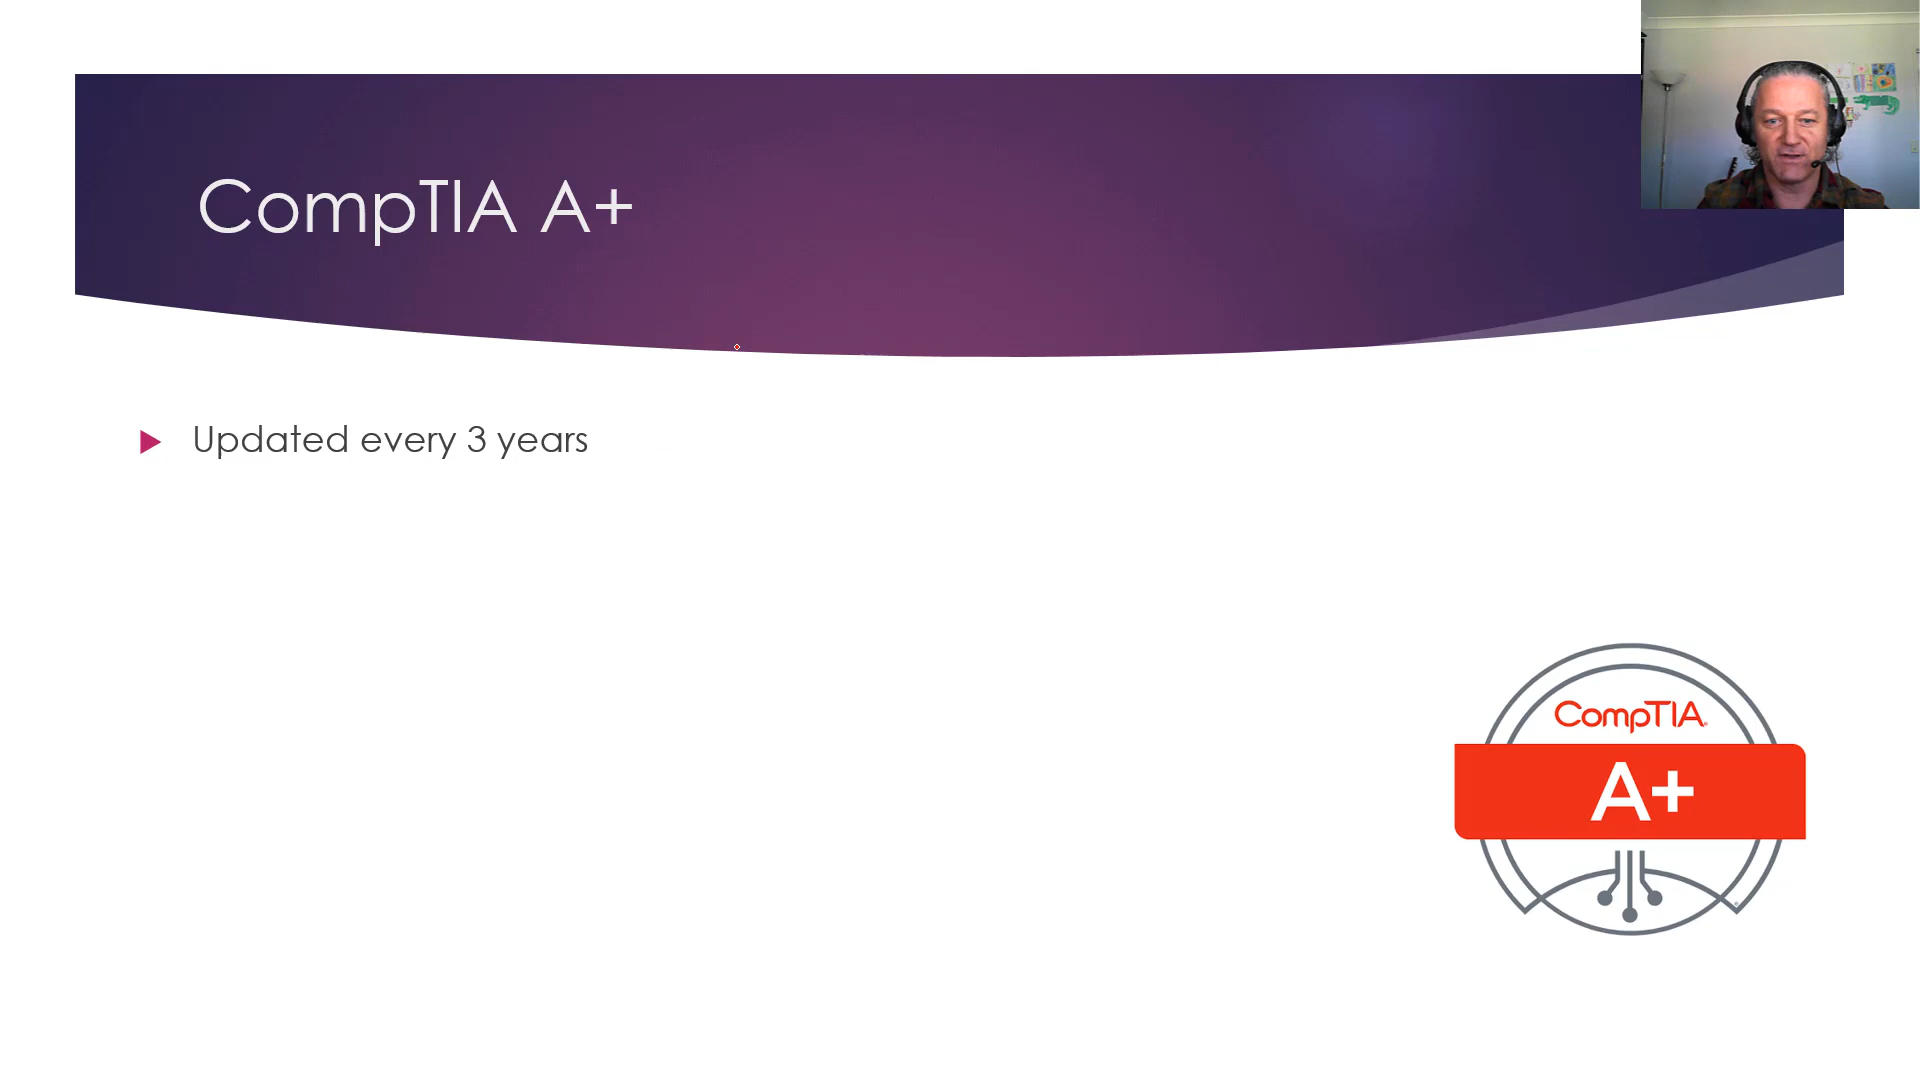 CompTIA A+
Updated every 3 years
CompTIA
A+